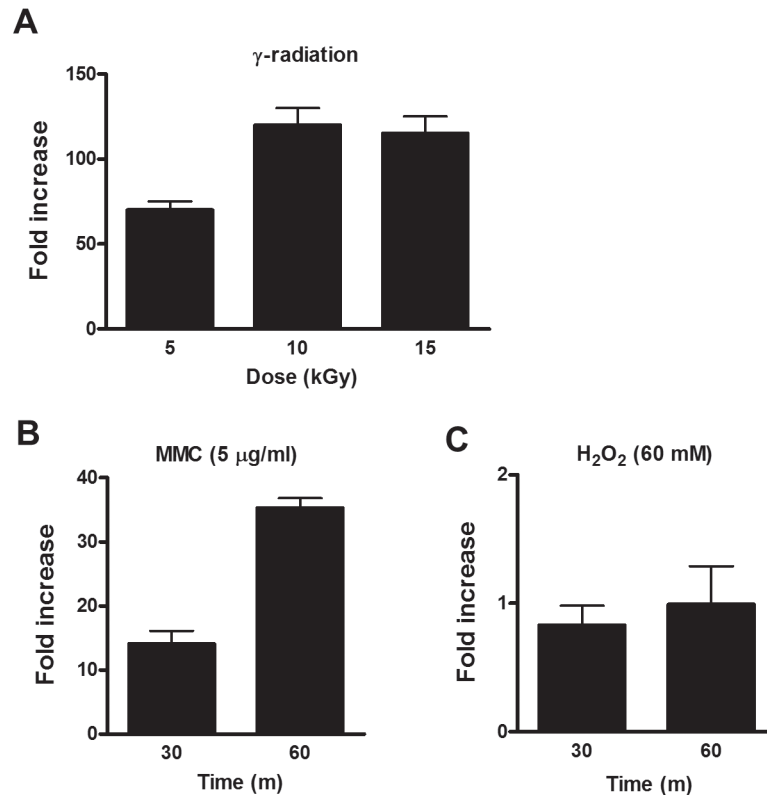 A
γ-radiation
Fold increase
150
100
50
0
5 10 15
Dose (kGy)
B
MMC (5 μg/ml)
Fold increase
40
30
20
10
0
30 60
Time (m)
C
H₂O₂ (60 mM)
Fold increase
2
1
0
30 60
Time (m)